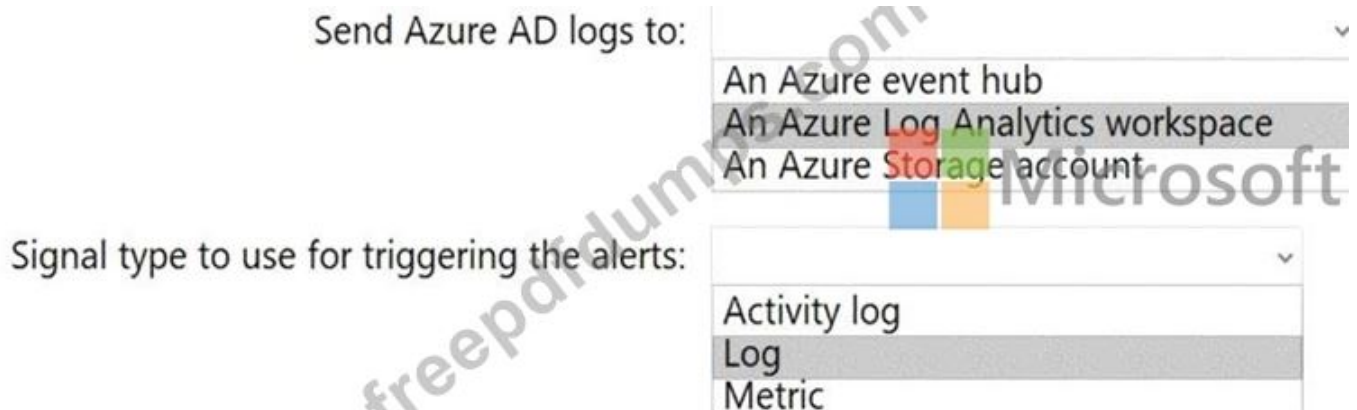 Send Azure AD logs to:
An Azure event hub
An Azure Log Analytics workspace
An Azure Storage account
Microsoft
Signal type to use for triggering the alerts:
Activity log
Log
Metric
freepdfdumps.com